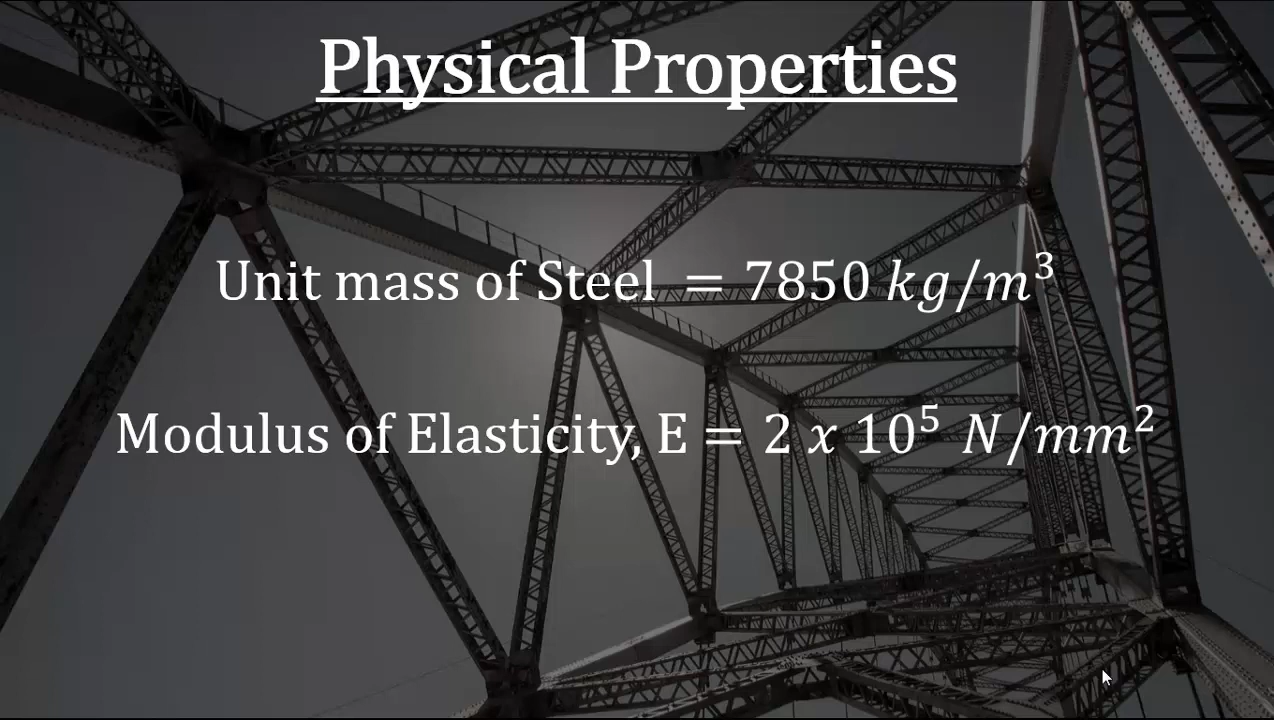 Physical Properties
Unit mass of Steel = 7850 kg/m³
Modulus of Elasticity, E = 2 x 10⁵ N/mm²